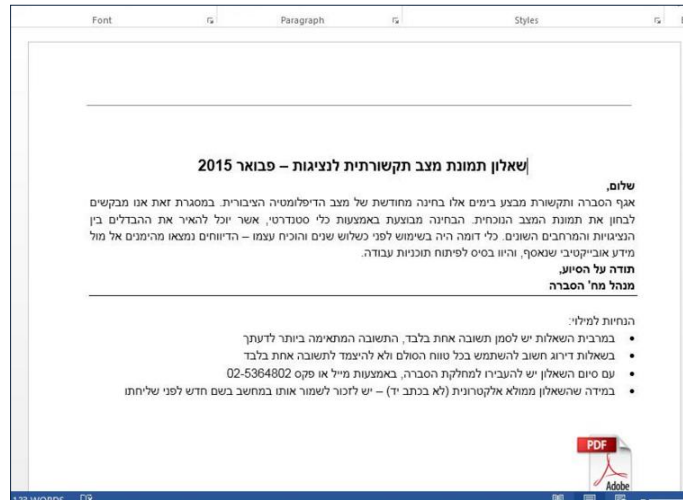 Font Paragraph Styles
שאלון תמונת מצב תקשורתית לנציגות – פבואר 2015
שלום,
אגף הסברה ותקשורת מבצע בימים אלו בחינה מחודשת של מצב הדיפלומטיה הציבורית. במסגרת זאת אנו מבקשים
לבחון את תמונת המצב הנוכחית. הבחינה מבוצעת באמצעות כלי סטנדרטי, אשר יוכל להאיר את ההבדלים בין
הנציגויות והמרחבים השונים. כלי דומה היה בשימוש לפני כשלוש שנים והוכיח עצמו – הדיווחים נמצאו מהימנים אל מול
מידע אובייקטיבי שנאסף, והיוו בסיס לפיתוח תוכניות עבודה.
תודה על הסיוע,
מנהל מח' הסברה
הנחיות למילוי:
• במרבית השאלות יש לסמן תשובה אחת בלבד, התשובה המתאימה ביותר לדעתך
• בשאלות דירוג חשוב להשתמש בכל טווח הסולם ולא להיצמד לתשובה אחת בלבד
• עם סיום השאלון יש להעבירו למחלקת הסברה, באמצעות מייל או פקס 02-5364802
• במידה שהשאלון ממולא אלקטרונית (לא בכתב יד) – יש לזכור לשמור אותו במחשב בשם חדש לפני שליחתו
PDF
Adobe
123 WORDS